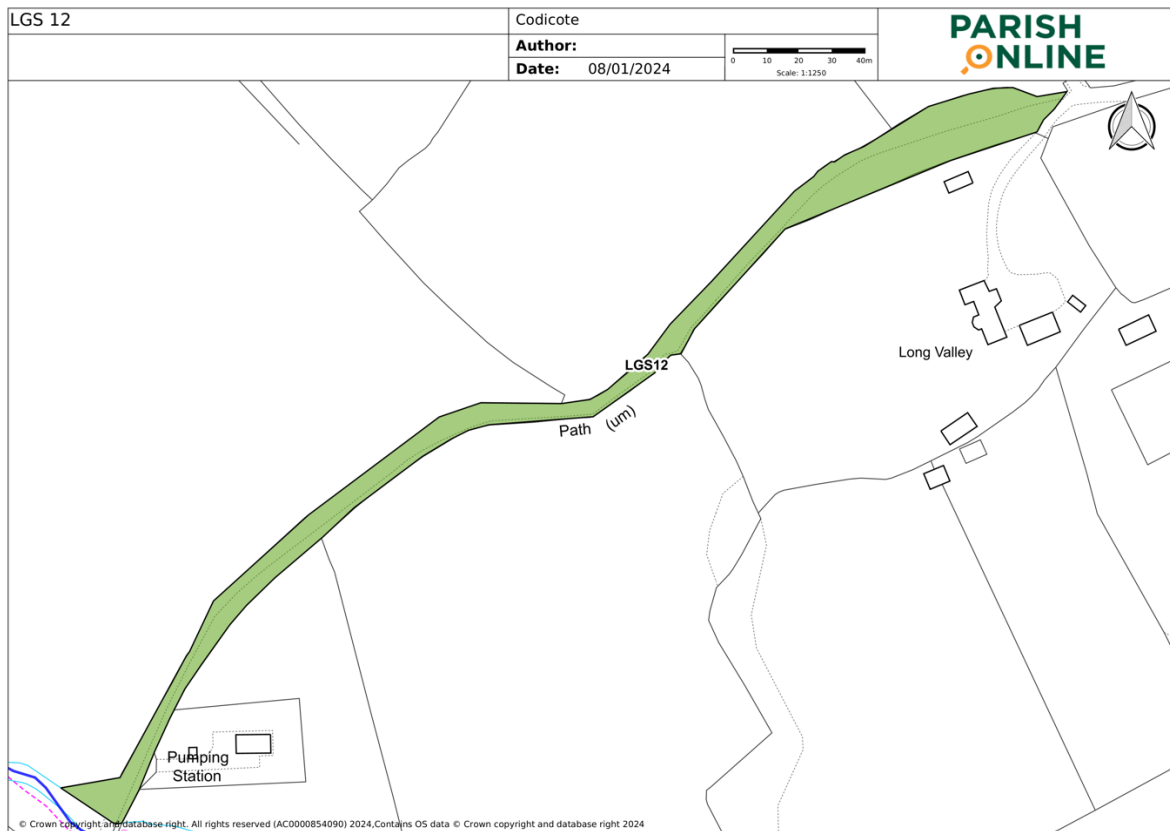 LGS 12
Codicote
Author:
Date: 08/01/2024
0 10 20 30 40m
Scale: 1:1250
PARISH
ONLINE
Long Valley
LGS12
Path (um)
Pumping
Station
© Crown copyright and database right. All rights reserved (AC0000854090) 2024,Contains OS data © Crown copyright and database right 2024